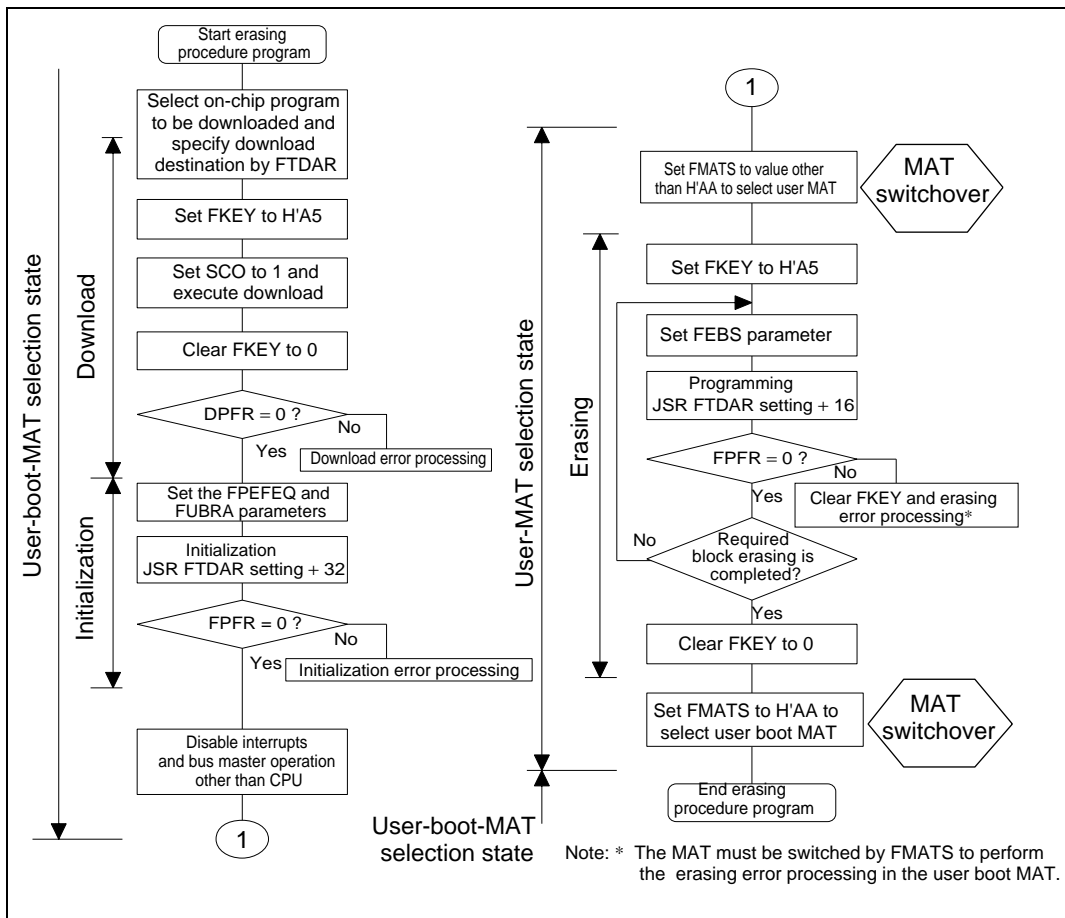 Start erasing
procedure program
Select on-chip program
to be downloaded and
specify download
destination by FTDAR
Set FKEY to H'A5
Set SCO to 1 and
execute download
Clear FKEY to 0
DPFR = 0 ?
No
Yes
Download error processing
Set the FPEFEQ and
FUBRA parameters
Initialization
JSR FTDAR setting + 32
FPFR = 0 ?
No
Yes
Initialization error processing
Disable interrupts
and bus master operation
other than CPU
1
User-boot-MAT selection state
Download
Initialization
1
Set FMATS to value other
than H'AA to select user MAT
MAT
switchover
Set FKEY to H'A5
Set FEBS parameter
Programming
JSR FTDAR setting + 16
FPFR = 0 ?
No
Yes
Clear FKEY and erasing
error processing*
Required
block erasing is
completed?
No
Yes
Clear FKEY to 0
Set FMATS to H'AA to
select user boot MAT
MAT
switchover
End erasing
procedure program
User-MAT selection state
Erasing
User-boot-MAT
selection state
Note: * The MAT must be switched by FMATS to perform
the erasing error processing in the user boot MAT.